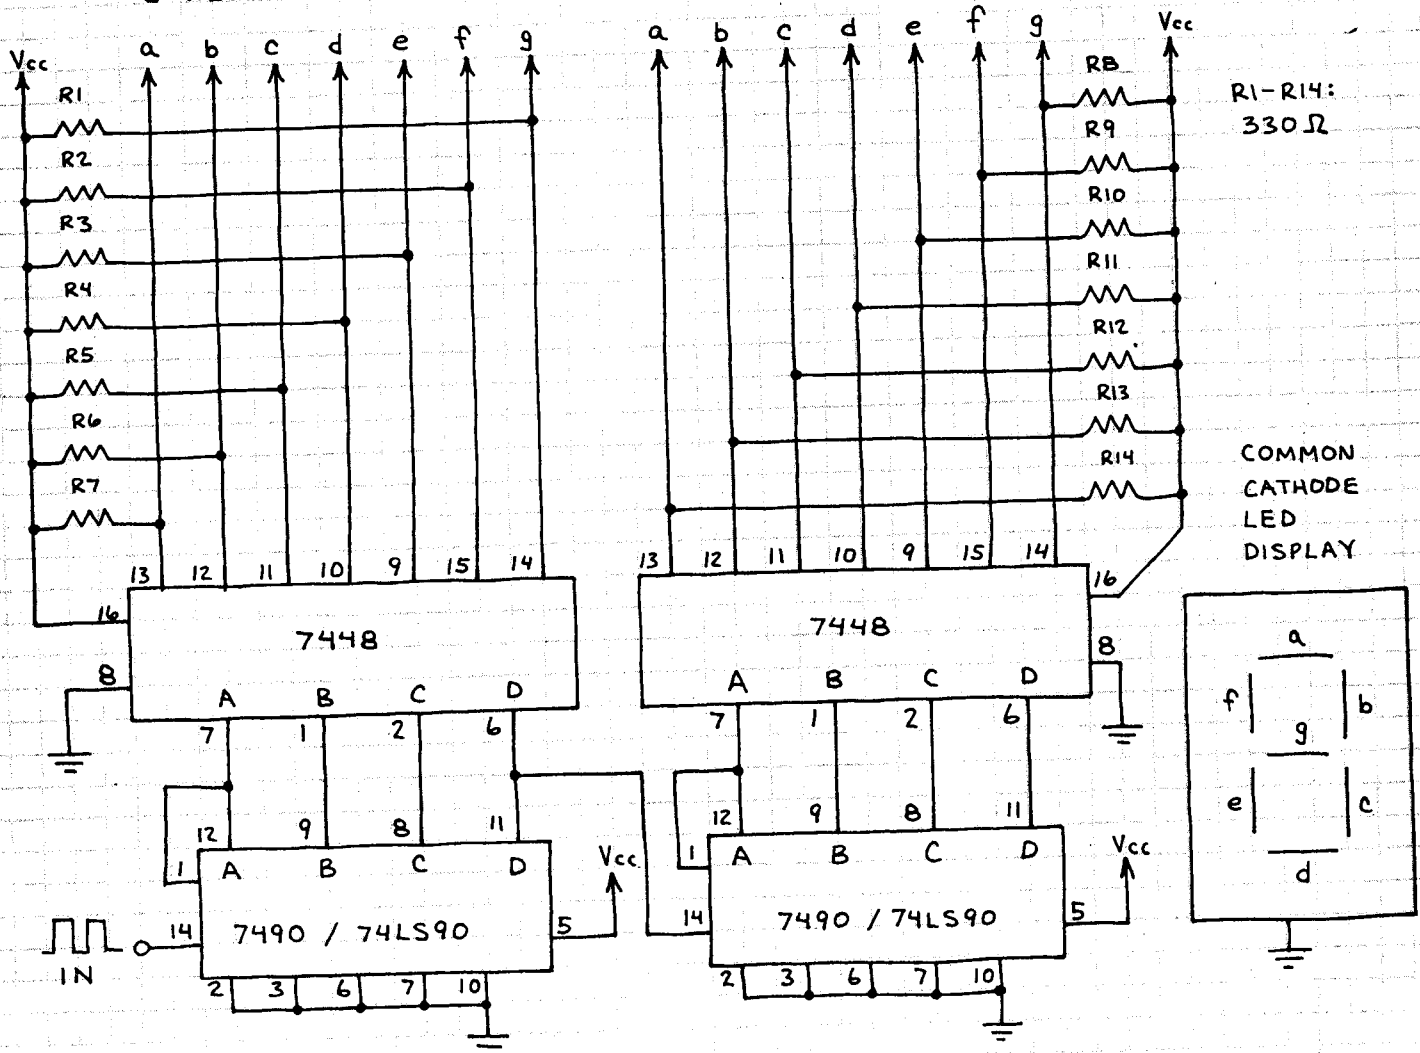 Vcc a b c d e f g a b c d e f g Vcc
R1
R2
R3
R4
R5
R6
R7
R8
R9
R10
R11
R12
R13
R14
R1-R14:
330Ω
COMMON
CATHODE
LED
DISPLAY
13 12 11 10 9 15 14
16
7448
8
A B C D
7 1 2 6
13 12 11 10 9 15 14
16
7448
8
A B C D
7 1 2 6
12 9 8 11
1 A B C D
Vcc
14 7490 / 74LS90 5
IN
2 3 6 7 10
12 9 8 11
1 A B C D
Vcc
14 7490 / 74LS90 5
2 3 6 7 10
a
f b
g
e c
d